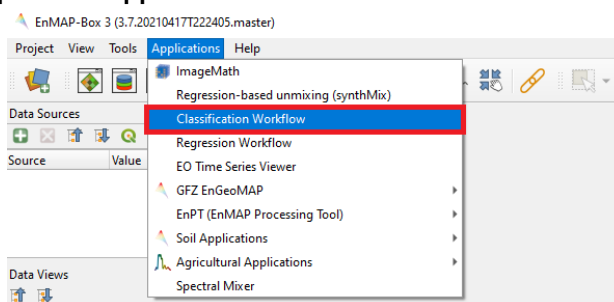 EnMAP-Box 3 (3.7.20210417T222405.master)
Project View Tools Applications Help
ImageMath
Regression-based unmixing (synthMix)
Data Sources
Classification Workflow
Regression Workflow
Source Value
EO Time Series Viewer
GFZ EnGeoMAP
EnPT (EnMAP Processing Tool)
Soil Applications
Agricultural Applications
Data Views
Spectral Mixer